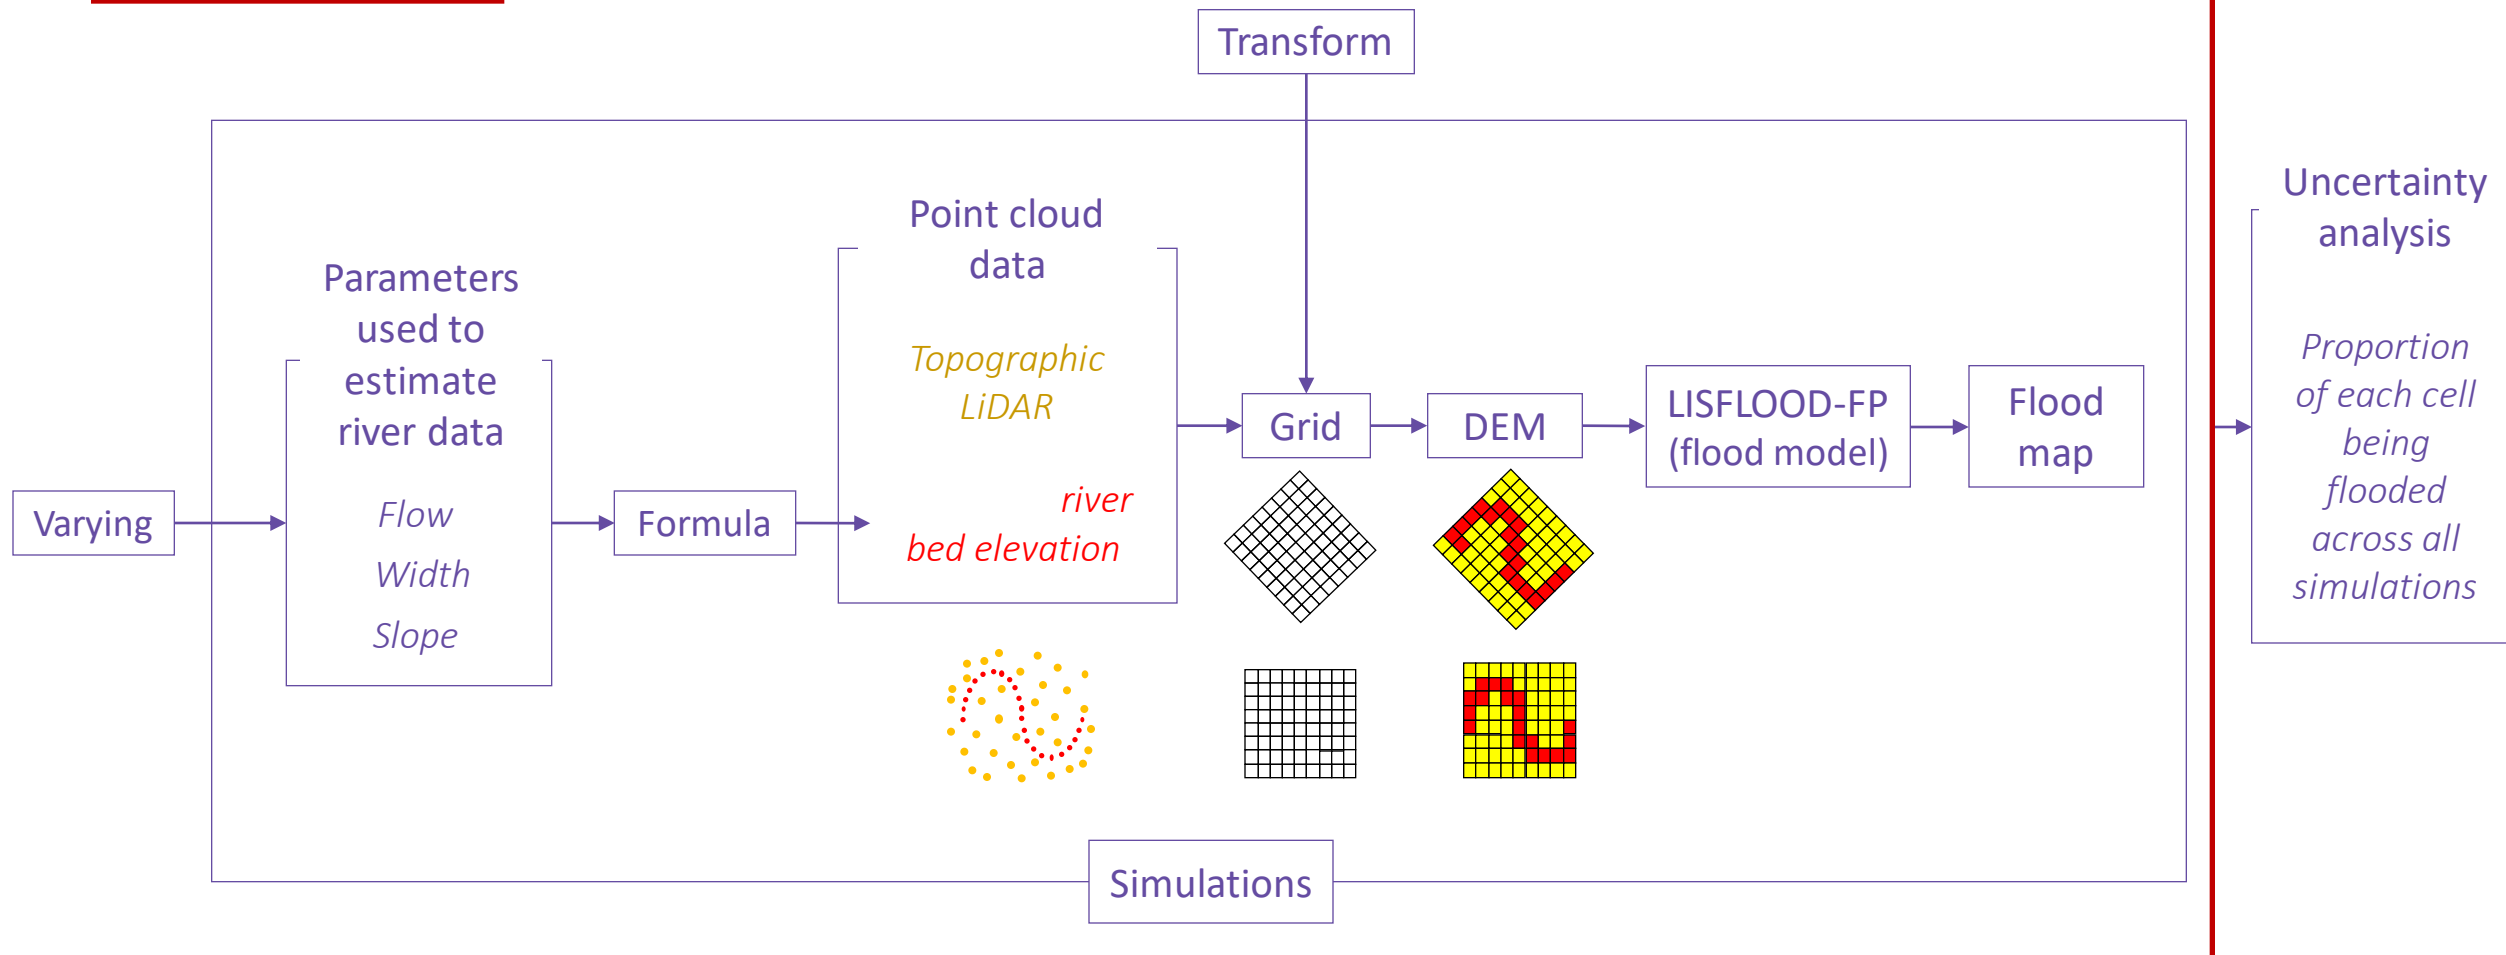 Transform
Varying
Parameters
used to
estimate
river data
Flow
Width
Slope
Formula
Point cloud
data
Topographic
LiDAR
river
bed elevation
Grid
DEM
LISFLOOD-FP
(flood model)
Flood
map
Simulations
Uncertainty
analysis
Proportion
of each cell
being
flooded
across all
simulations